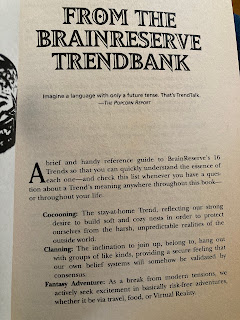 FROM THE
BRAINRESERVE
TRENDBANK
Imagine a language with only a future tense. That's TrendTalk.
—THE POPCORN REPORT
A brief and handy reference guide to BrainReserve's 16
Trends so that you can quickly understand the essence of
each one—and check this list whenever you have a ques-
tion about a Trend's meaning anywhere throughout this book—
or throughout your life.
Cocooning: The stay-at-home Trend, reflecting our strong
desire to build soft and cozy nests in order to protect
ourselves from the harsh, unpredictable realities of the
outside world.
Clanning: The inclination to join up, belong to, hang out
with groups of like kinds, providing a secure feeling that
our own belief systems will somehow be validated by
consensus.
Fantasy Adventure: As a break from modern tensions, we
actively seek excitement in basically risk-free adventures,
whether it be via travel, food, or Virtual Reality.